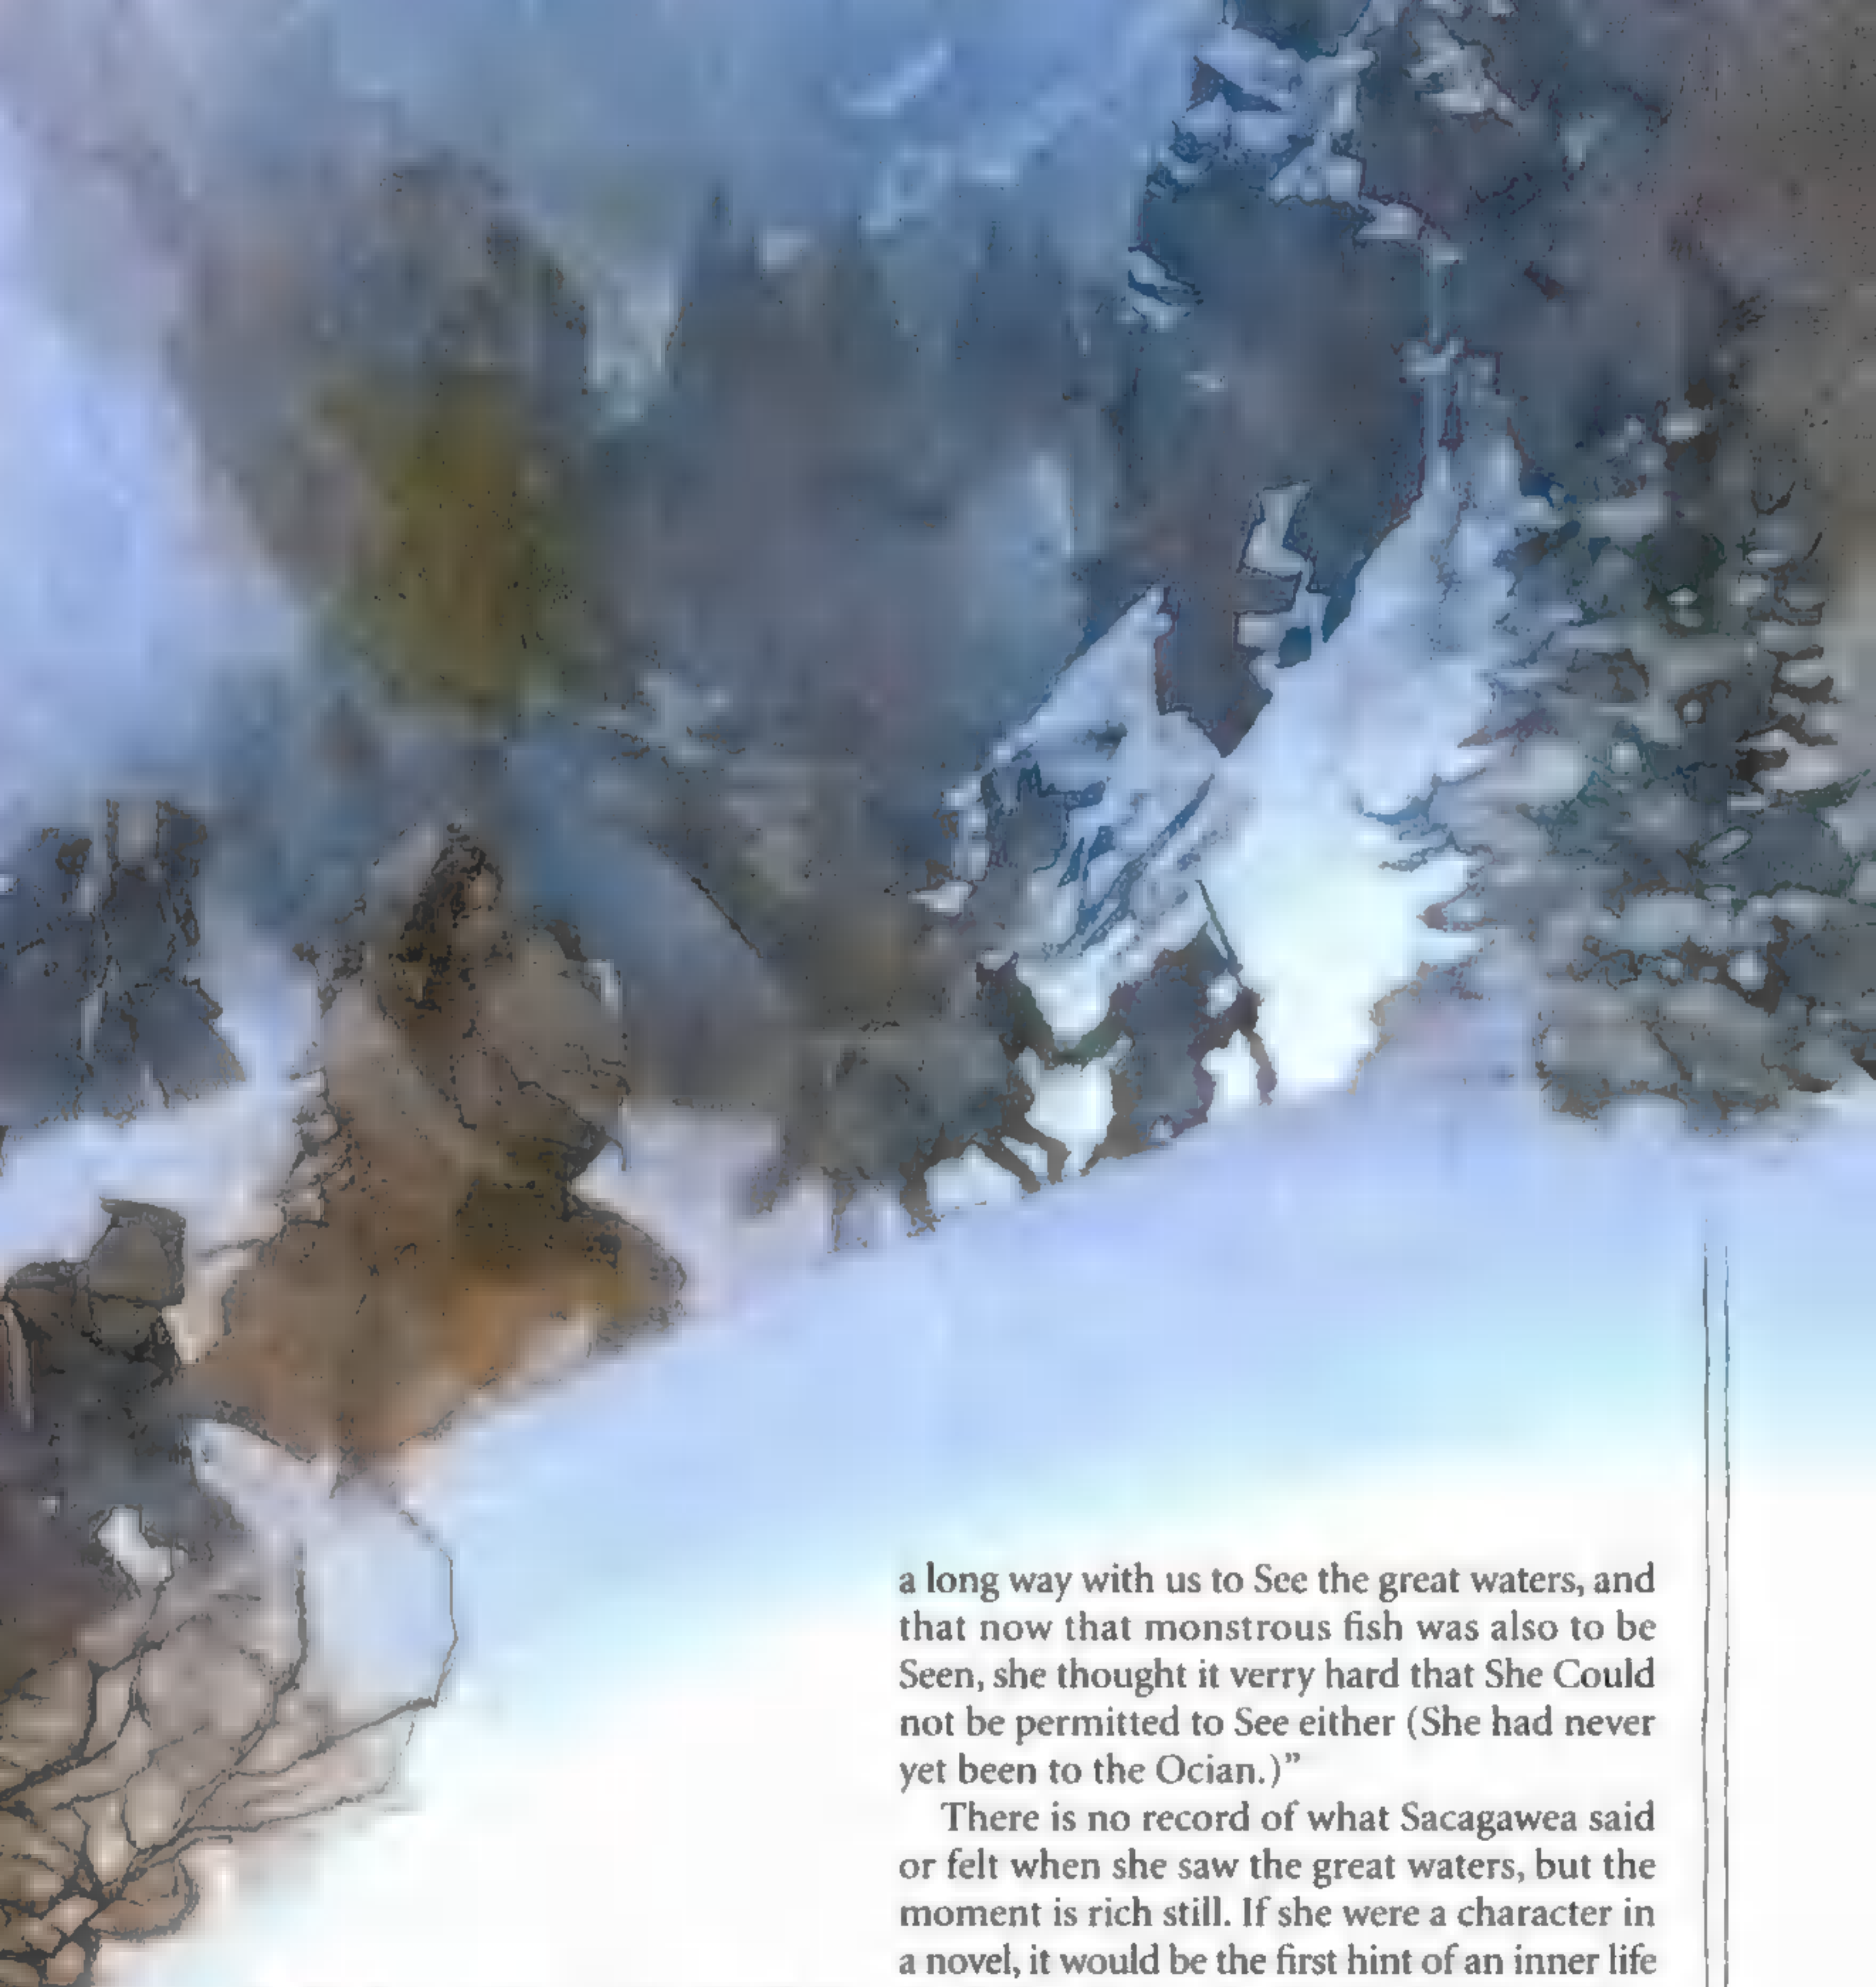 a long way with us to See the great waters, and
that now that monstrous fish was also to be
Seen, she thought it verry hard that She Could
not be permitted to See either (She had never
yet been to the Ocian.)”
There is no record of what Sacagawea said
or felt when she saw the great waters, but the
moment is rich still. If she were a character in
a novel, it would be the first hint of an inner life